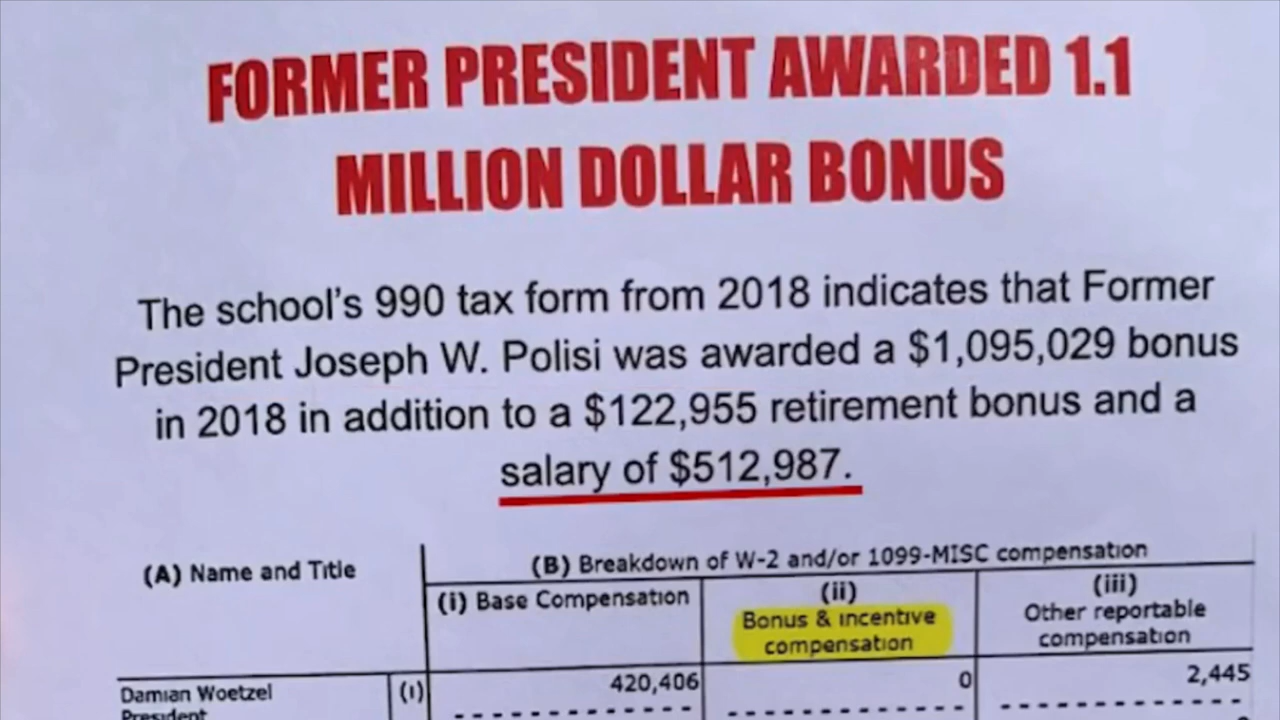 FORMER PRESIDENT AWARDED 1.1
MILLION DOLLAR BONUS
The school's 990 tax form from 2018 indicates that Former
President Joseph W. Polisi was awarded a $1,095,029 bonus
in 2018 in addition to a $122,955 retirement bonus and a
salary of $512,987.
(A) Name and Title
(B) Breakdown of W-2 and/or 1099-MISC compensation
(i) Base Compensation
(ii)
Bonus & incentive
compensation
(iii)
Other reportable
compensation
Damian Woetzel
President
(i)
420,406
0
2,445